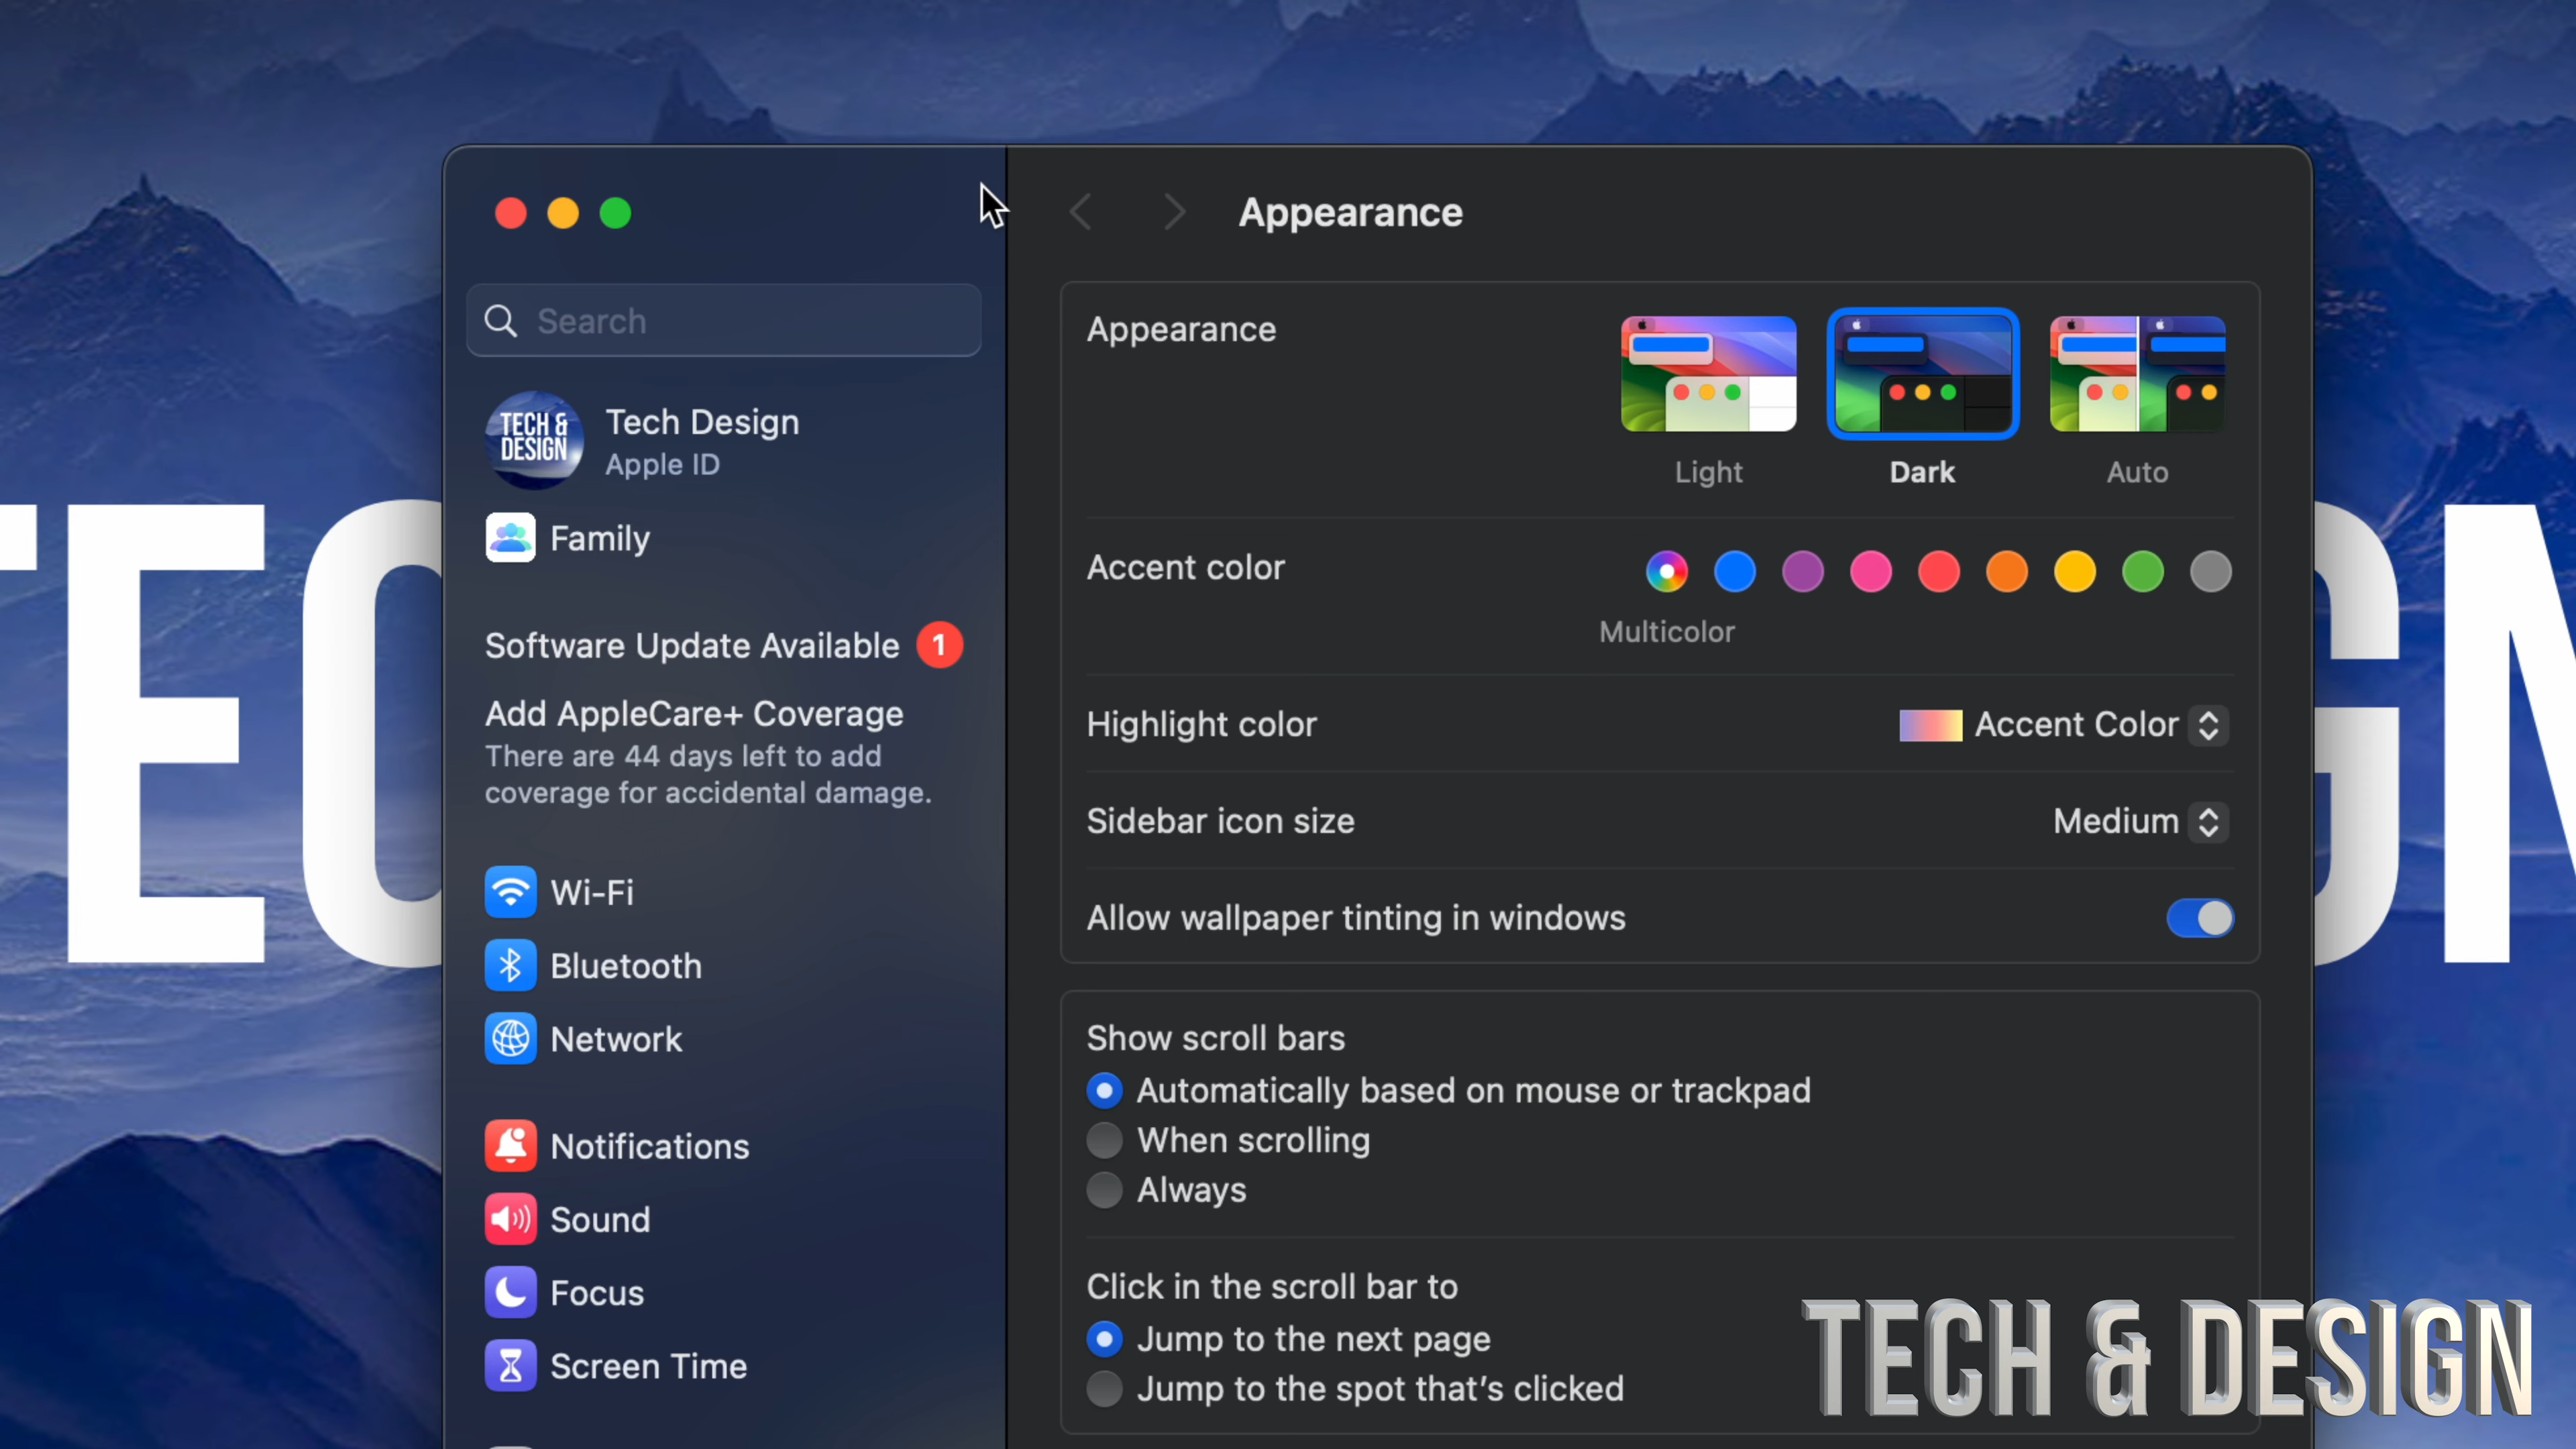 TECH & DESIGN
Appearance
Search
TECH &
DESIGN
Tech Design
Apple ID
Family
Software Update Available 1
Add AppleCare+ Coverage
There are 44 days left to add
coverage for accidental damage.
Wi-Fi
Bluetooth
Network
Notifications
Sound
Focus
Screen Time
Appearance
Light
Dark
Auto
Accent color
Multicolor
Highlight color
Accent Color
Sidebar icon size
Medium
Allow wallpaper tinting in windows
Show scroll bars
Automatically based on mouse or trackpad
When scrolling
Always
Click in the scroll bar to
Jump to the next page
Jump to the spot that’s clicked